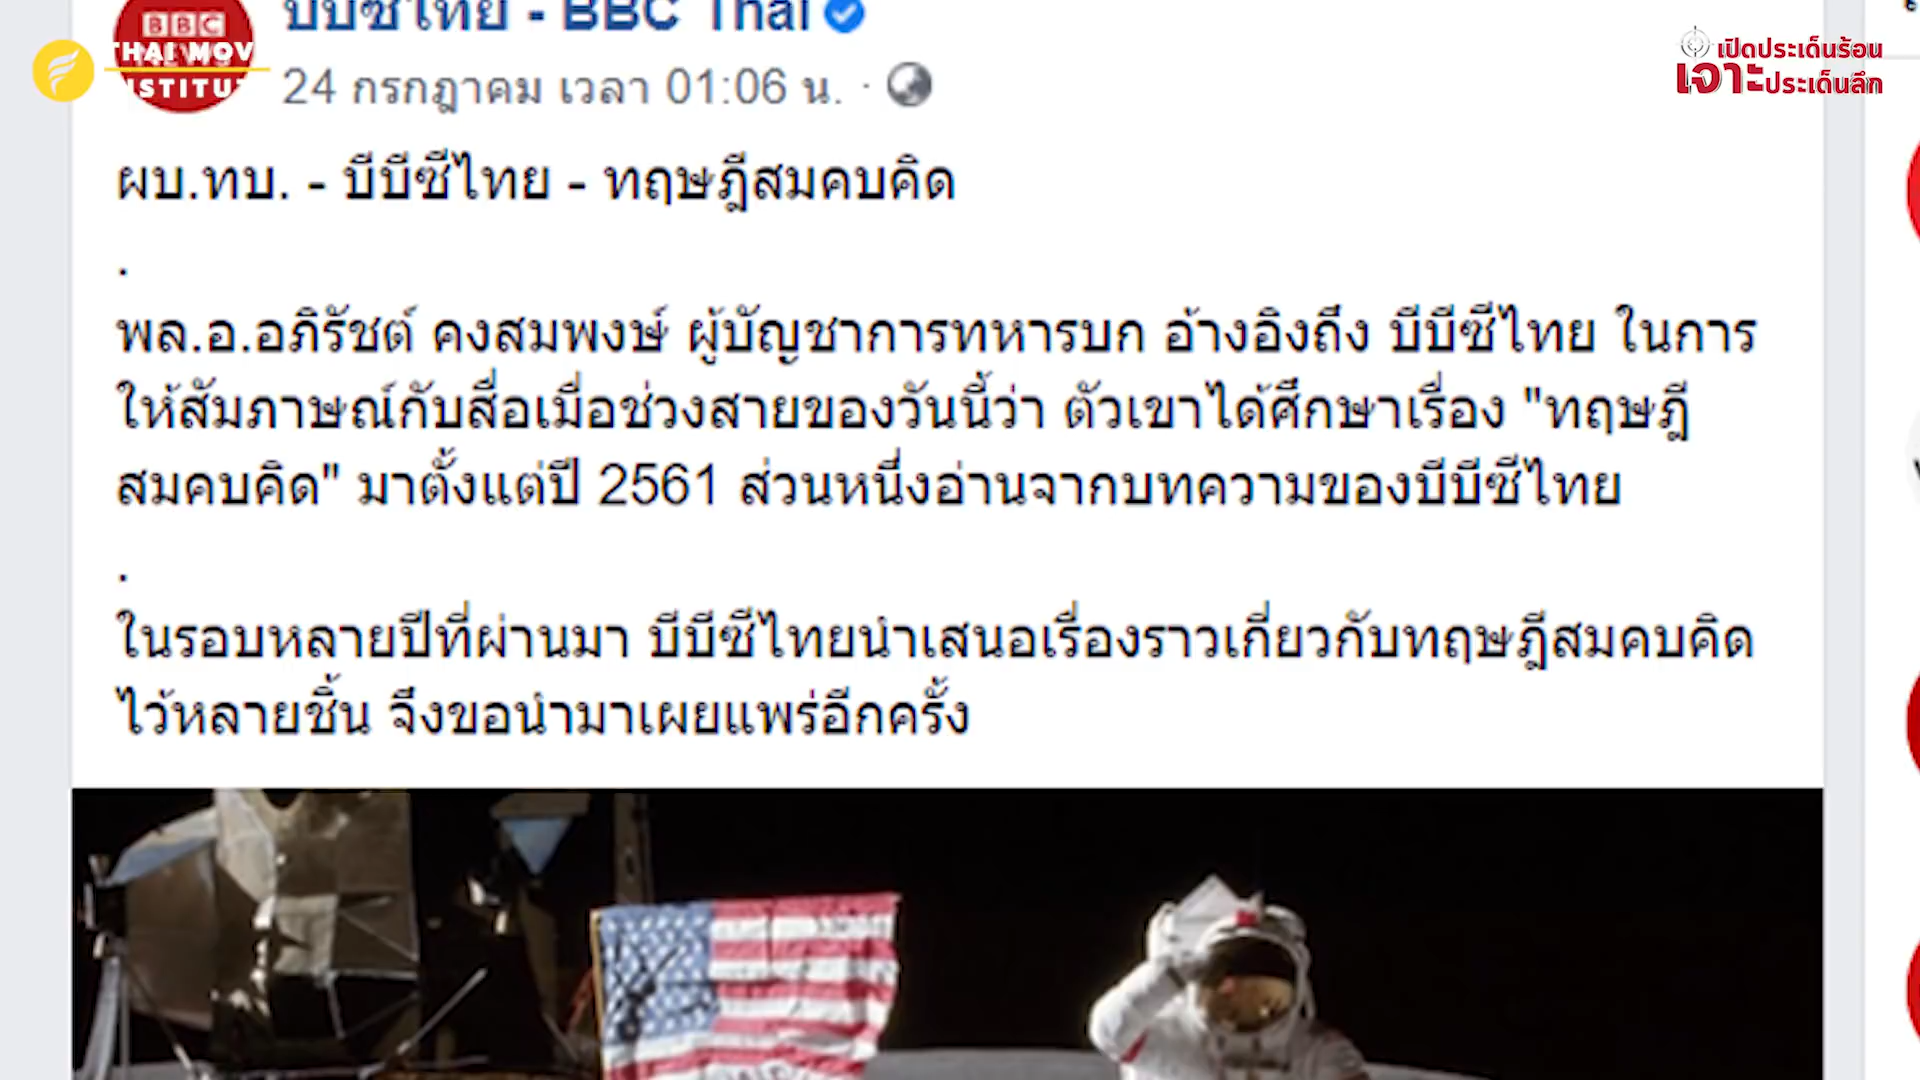 บีบีซีไทย - BBC Thai
BBC
NEWS
THAI MOV
INSTITU
24 กรกฎาคม เวลา 01:06 น. ·
เปิดประเด็นร้อน
เจาะประเด็นลึก
ผบ.ทบ. - บีบีซีไทย - ทฤษฎีสมคบคิด
.
พล.อ.อภิรัชต์ คงสมพงษ์ ผู้บัญชาการทหารบก อ้างอิงถึง บีบีซีไทย ในการ
ให้สัมภาษณ์กับสื่อเมื่อช่วงสายของวันนี้ว่า ตัวเขาได้ศึกษาเรื่อง "ทฤษฎี
สมคบคิด" มาตั้งแต่ปี 2561 ส่วนหนึ่งอ่านจากบทความของบีบีซีไทย
.
ในรอบหลายปีที่ผ่านมา บีบีซีไทยนำเสนอเรื่องราวเกี่ยวกับทฤษฎีสมคบคิด
ไว้หลายชิ้น จึงขอนำมาเผยแพร่อีกครั้ง